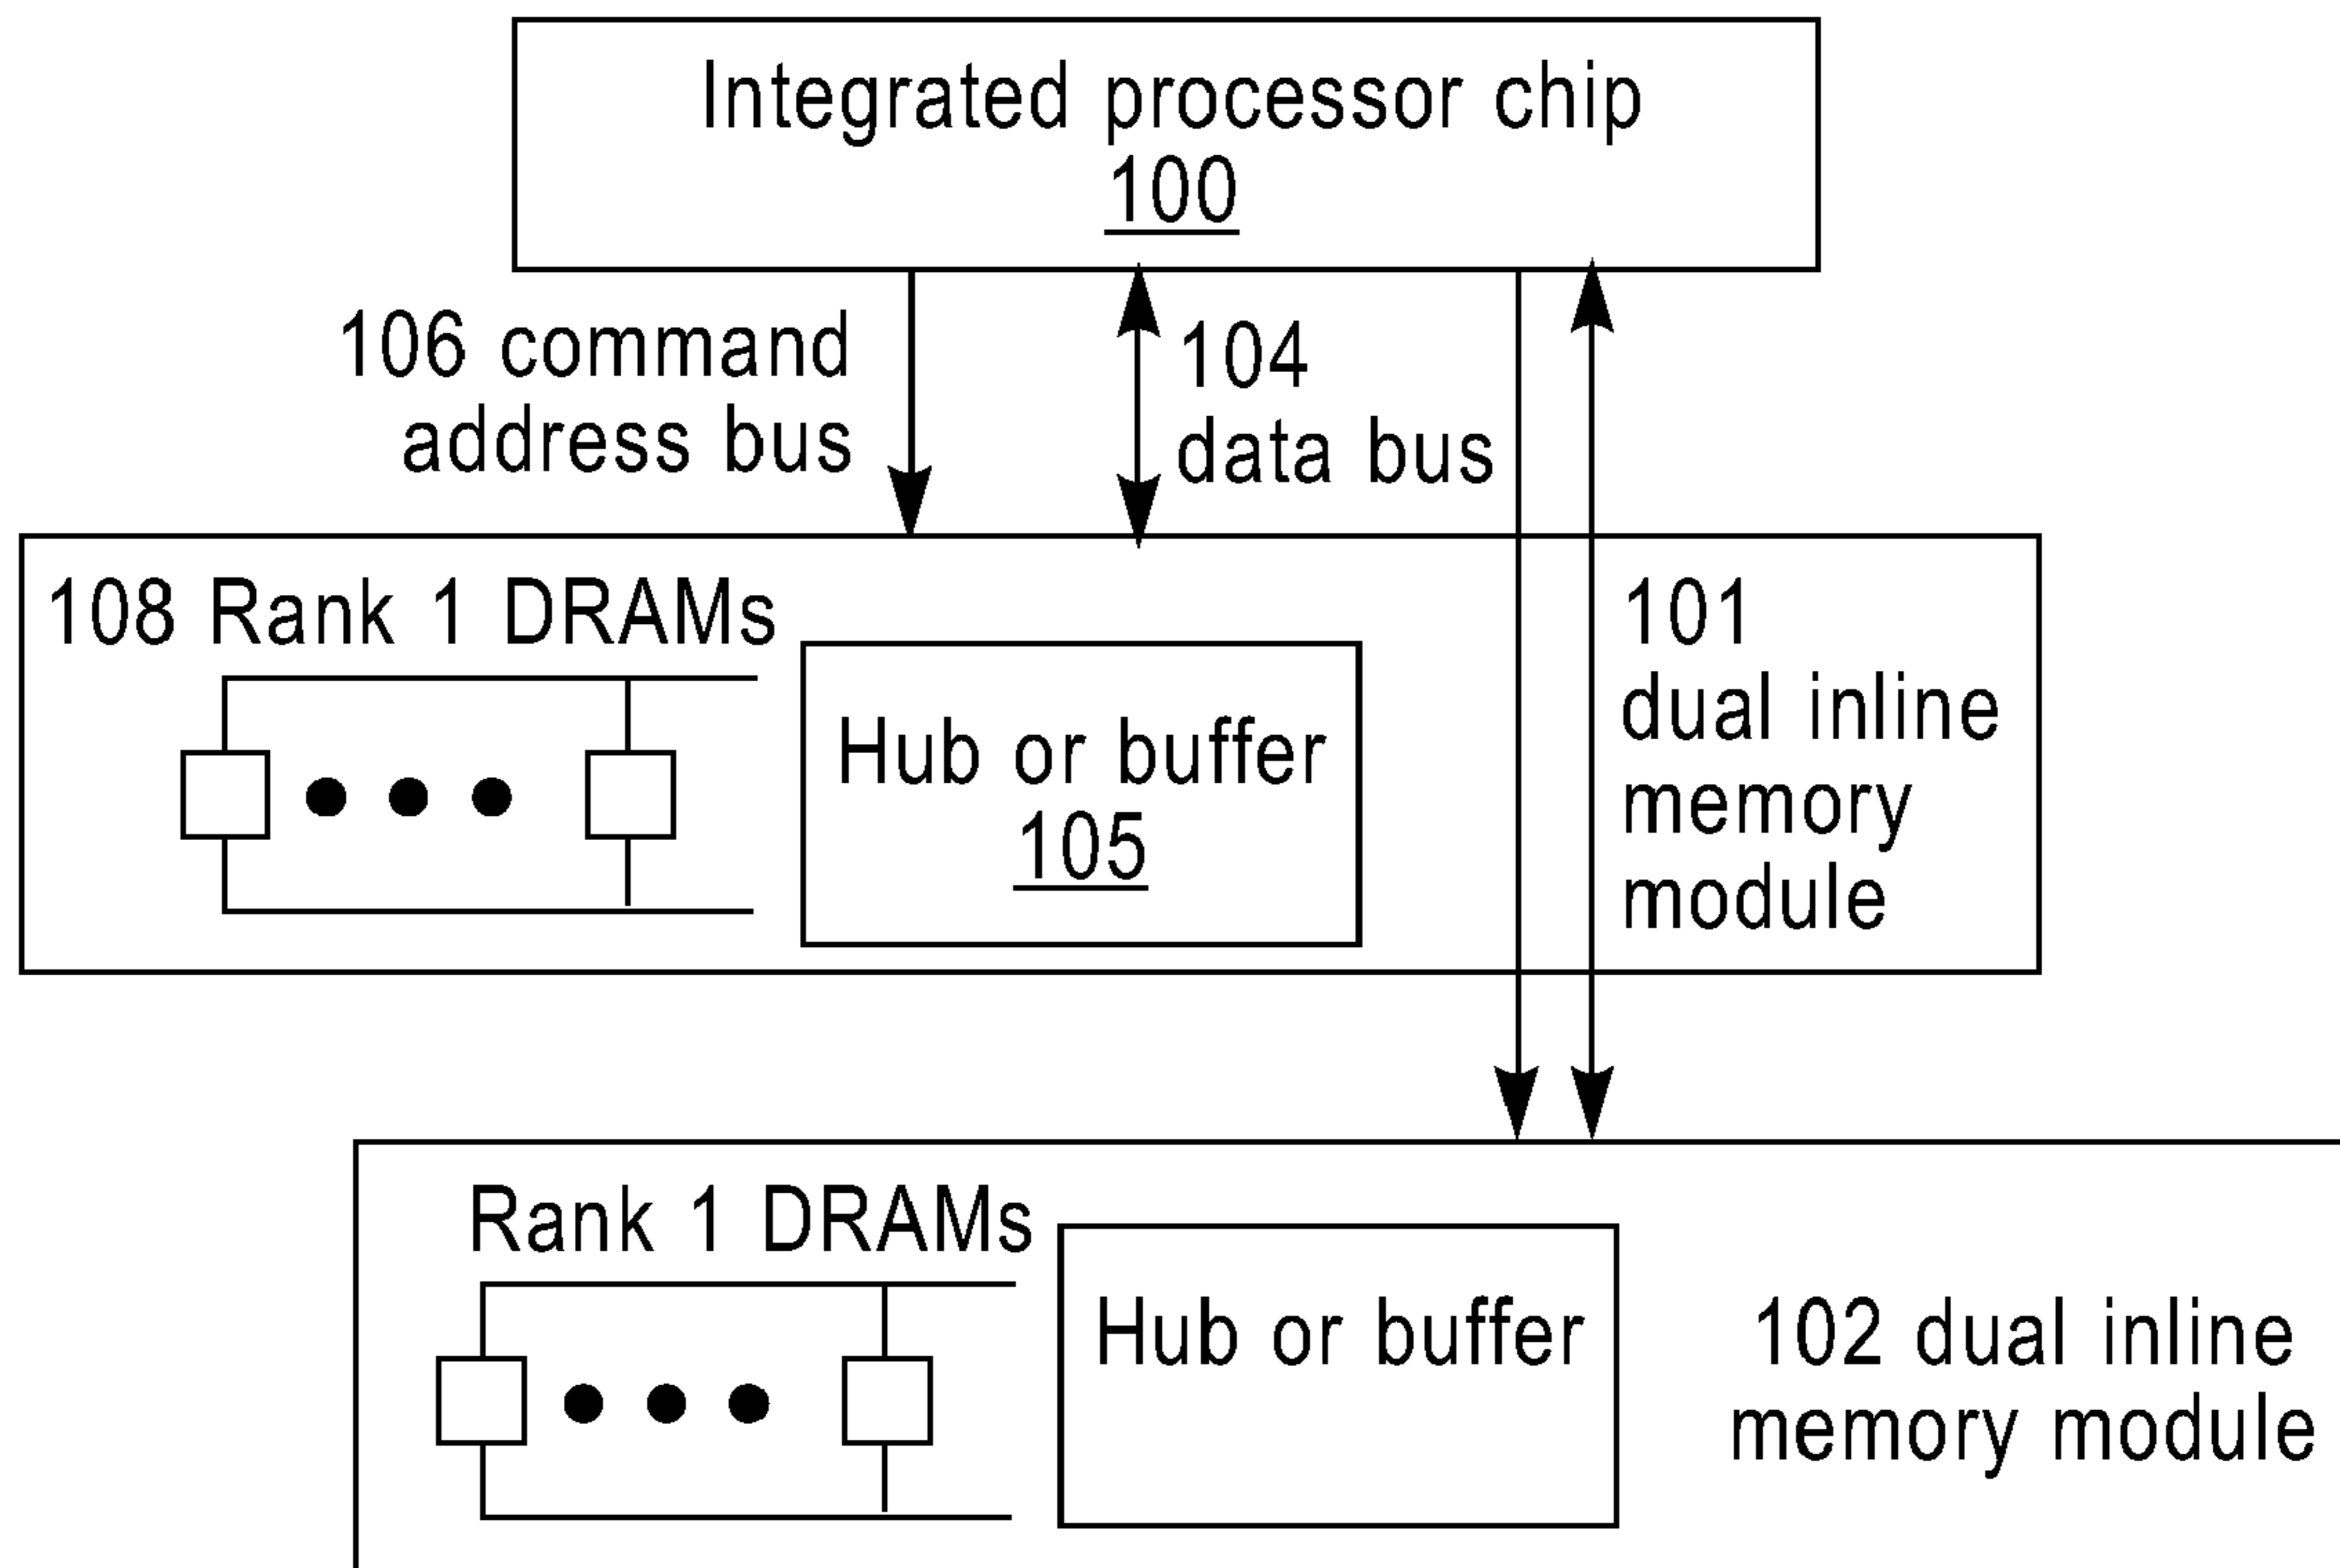 Integrated processor chip
100
106 command
address bus
104
data bus
108 Rank 1 DRAMs
Hub or buffer
105
101
dual inline
memory
module
Rank 1 DRAMs
Hub or buffer
102 dual inline
memory module